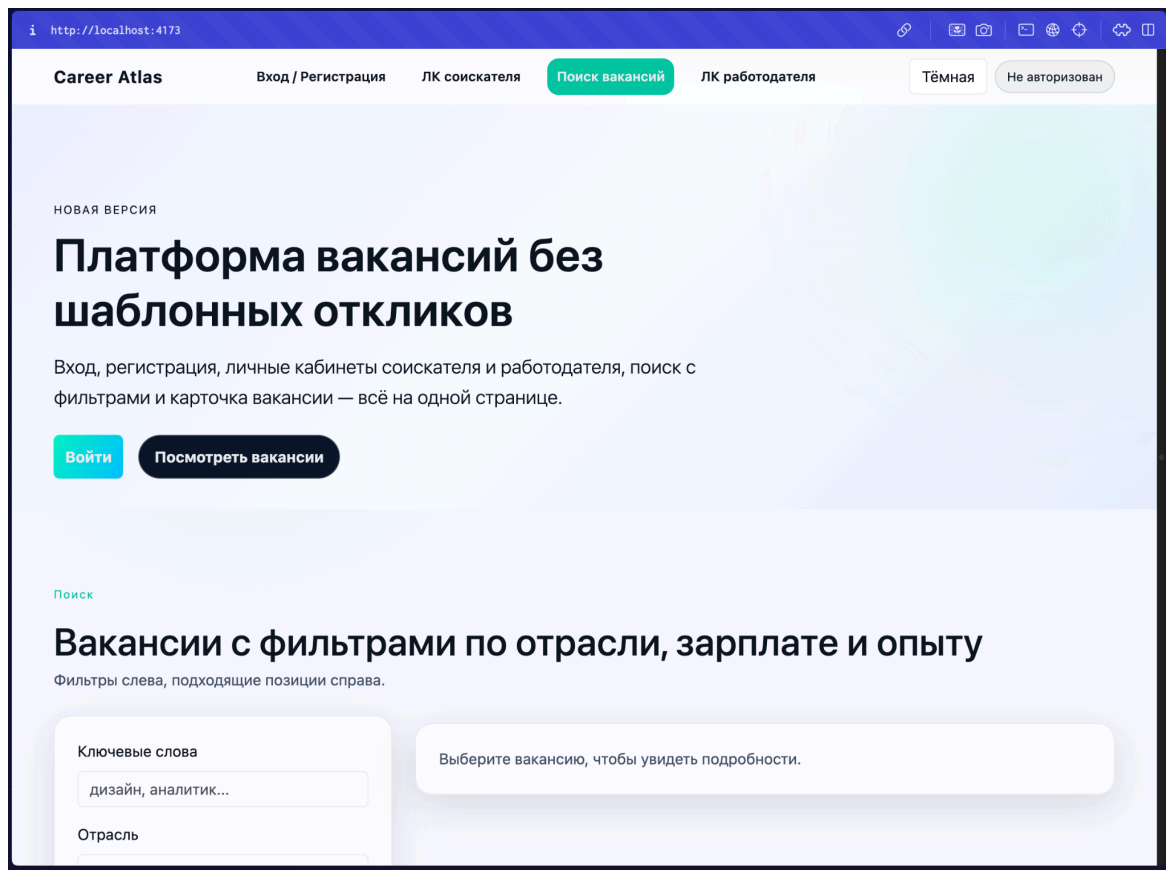 i http://localhost:4173
Career Atlas
Вход / Регистрация
ЛК соискателя
Поиск вакансий
ЛК работодателя
Тёмная
Не авторизован
НОВАЯ ВЕРСИЯ
Платформа вакансий без
шаблонных откликов
Вход, регистрация, личные кабинеты соискателя и работодателя, поиск с
фильтрами и карточка вакансии — всё на одной странице.
Войти
Посмотреть вакансии
Поиск
Вакансии с фильтрами по отрасли, зарплате и опыту
Фильтры слева, подходящие позиции справа.
Ключевые слова
дизайн, аналитик...
Отрасль
Выберите вакансию, чтобы увидеть подробности.